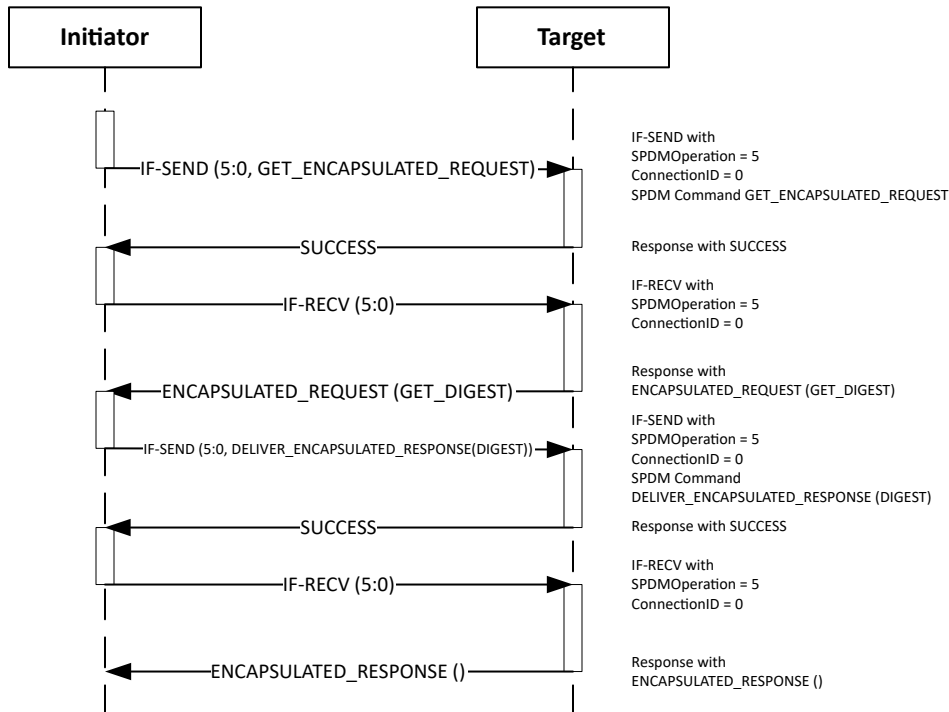 Initiator
Target
IF-SEND (5:0, GET_ENCAPSULATED_REQUEST)
IF-SEND with
SPDMOperation = 5
ConnectionID = 0
SPDM Command GET_ENCAPSULATED_REQUEST
SUCCESS
Response with SUCCESS
IF-RECV (5:0)
IF-RECV with
SPDMOperation = 5
ConnectionID = 0
ENCAPSULATED_REQUEST (GET_DIGEST)
Response with
ENCAPSULATED_REQUEST (GET_DIGEST)
IF-SEND (5:0, DELIVER_ENCAPSULATED_RESPONSE(DIGEST))
IF-SEND with
SPDMOperation = 5
ConnectionID = 0
SPDM Command
DELIVER_ENCAPSULATED_RESPONSE (DIGEST)
SUCCESS
Response with SUCCESS
IF-RECV (5:0)
IF-RECV with
SPDMOperation = 5
ConnectionID = 0
ENCAPSULATED_RESPONSE ()
Response with
ENCAPSULATED_RESPONSE ()